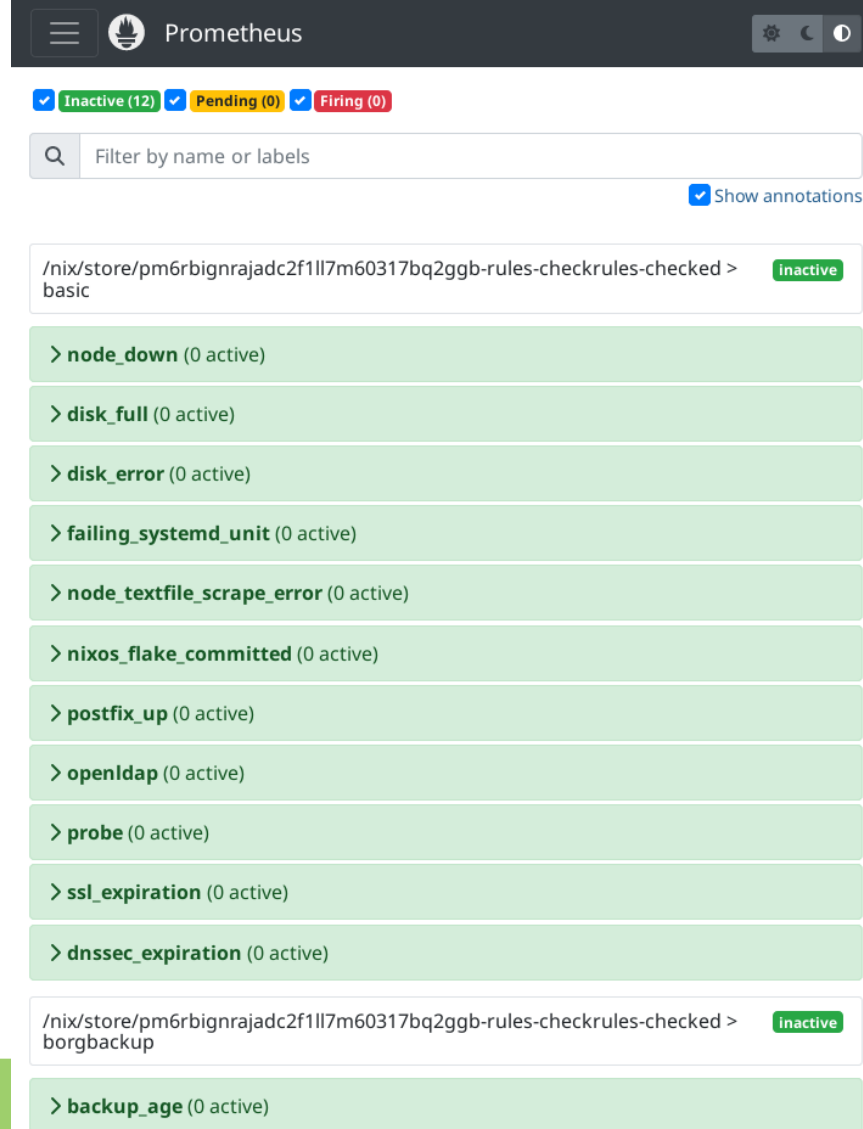 Prometheus
Inactive (12) Pending (0) Firing (0)
Filter by name or labels
Show annotations
/nix/store/pm6rbignrajadc2f1ll7m60317bq2ggb-rules-checkrules-checked > inactive
basic
node_down (0 active)
disk_full (0 active)
disk_error (0 active)
failing_systemd_unit (0 active)
node_textfile_scrape_error (0 active)
nixos_flake_committed (0 active)
postfix_up (0 active)
openldap (0 active)
probe (0 active)
ssl_expiration (0 active)
dnssec_expiration (0 active)
/nix/store/pm6rbignrajadc2f1ll7m60317bq2ggb-rules-checkrules-checked > inactive
borgbackup
backup_age (0 active)